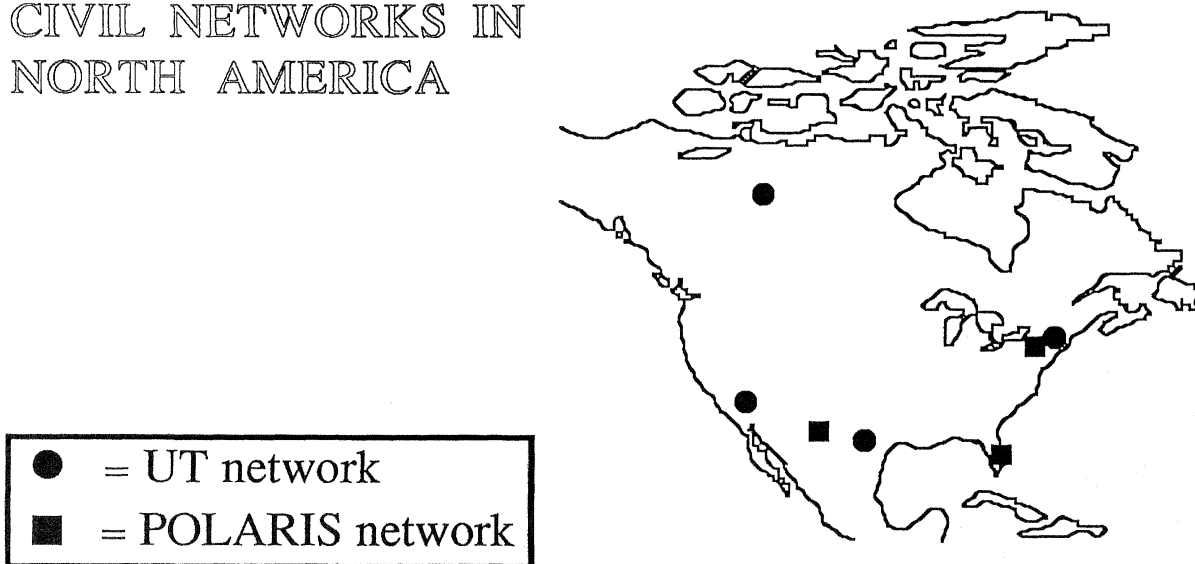 CIVIL NETWORKS IN
NORTH AMERICA
= UT network
= POLARIS network